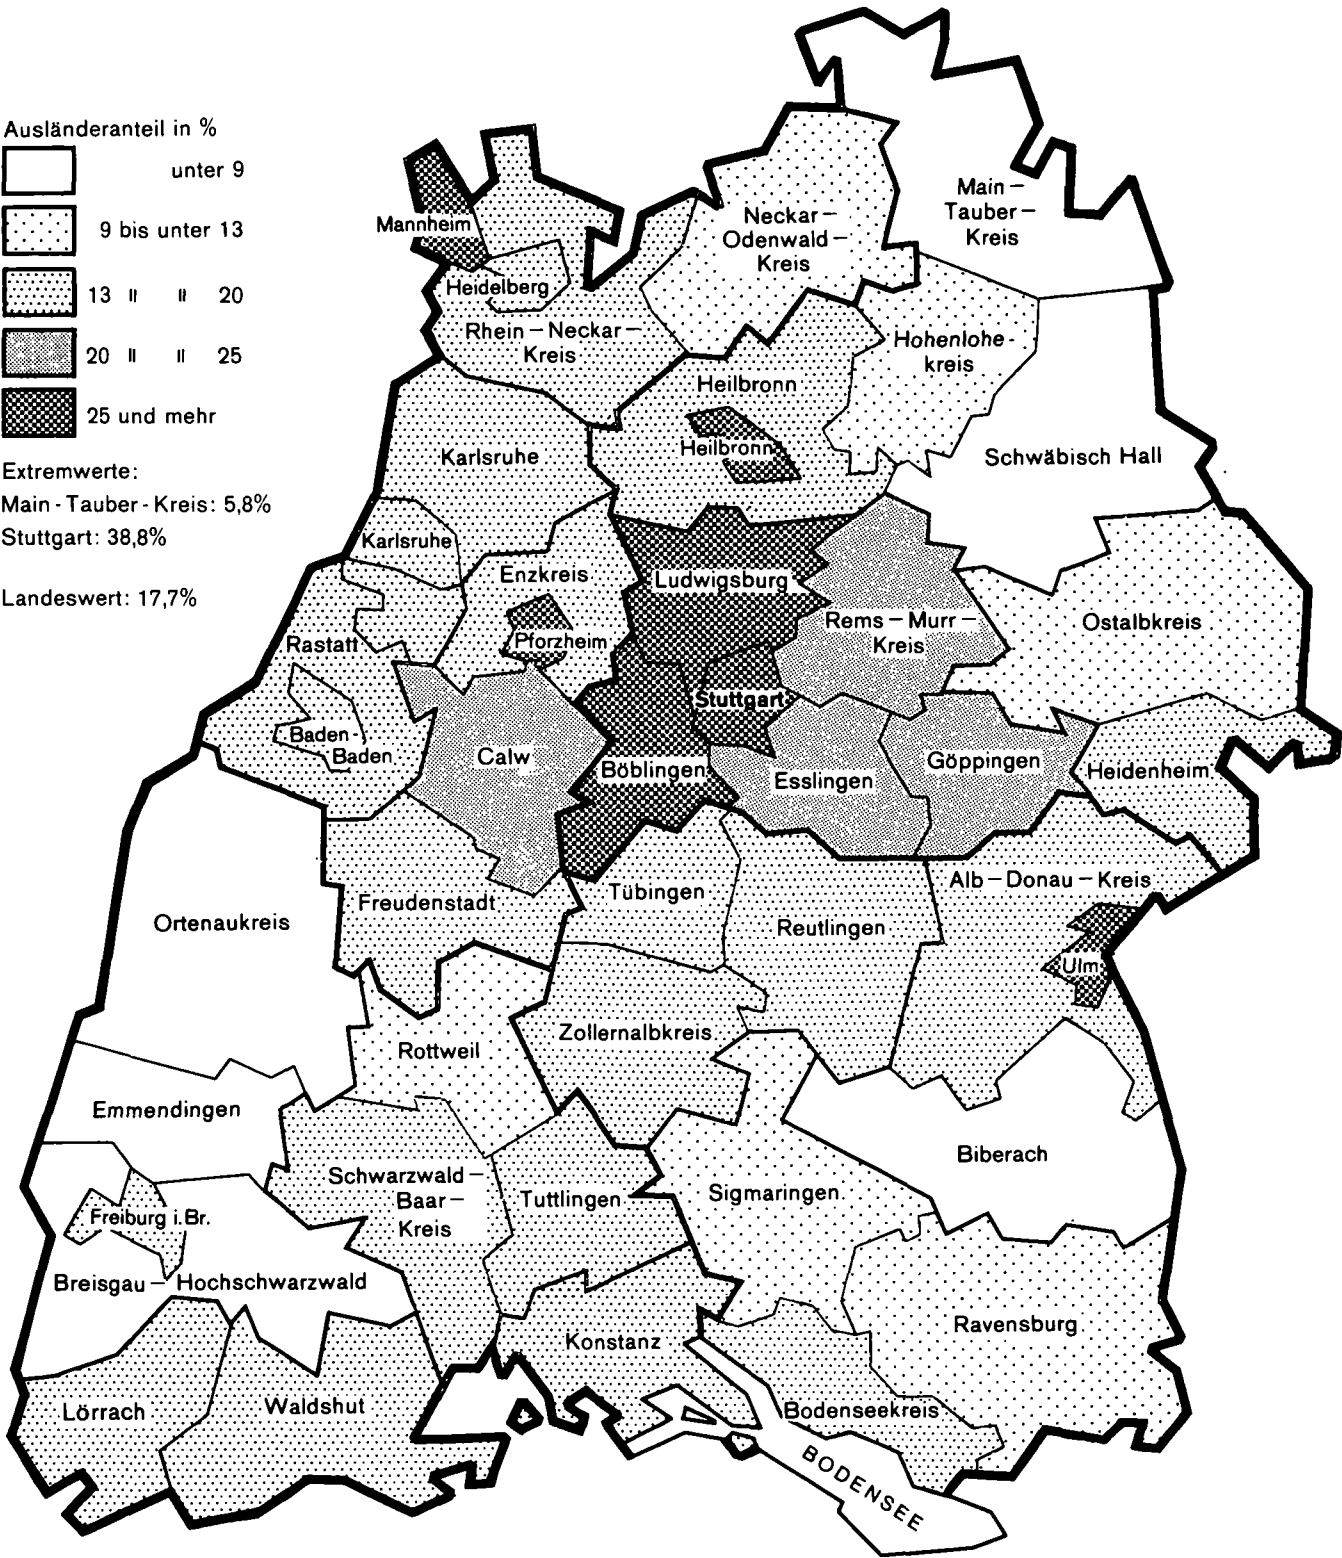 Ausländeranteil in %
unter 9
9 bis unter 13
13 " " 20
20 " " 25
25 und mehr
Extremwerte:
Main-Tauber-Kreis: 5,8%
Stuttgart: 38,8%
Landeswert: 17,7%
Mannheim
Heidelberg
Rhein-Neckar-
Kreis
Neckar-
Odenwald-
Kreis
Main-
Tauber-
Kreis
Hohenlohe-
kreis
Heilbronn
Heilbronn
Schwäbisch Hall
Karlsruhe
Karlsruhe
Enzkreis
Pforzheim
Ludwigsburg
Rems-Murr-
Kreis
Ostalbkreis
Rastatt
Baden-
Baden
Calw
Stuttgart
Böblingen
Esslingen
Göppingen
Heidenheim
Ortenaukreis
Freudenstadt
Tübingen
Reutlingen
Alb-Donau-Kreis
Ulm
Rottweil
Zollernalbkreis
Emmendingen
Biberach
Schwarzwald-
Baar-
Kreis
Tuttlingen
Sigmaringen
Freiburg i.Br.
Breisgau-Hochschwarzwald
Konstanz
Ravensburg
Lörrach
Waldshut
Bodenseekreis
BODENSEE